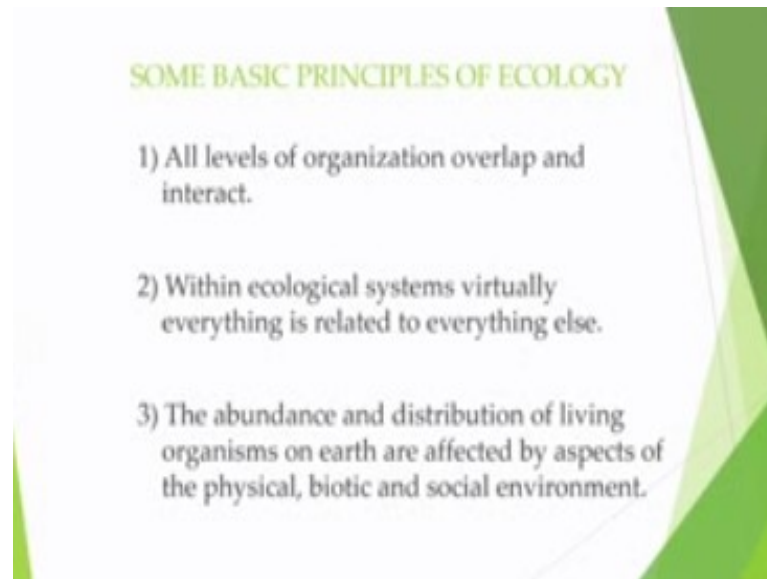 SOME BASIC PRINCIPLES OF ECOLOGY
1) All levels of organization overlap and
interact.
2) Within ecological systems virtually
everything is related to everything else.
3) The abundance and distribution of living
organisms on earth are affected by aspects of
the physical, biotic and social environment.